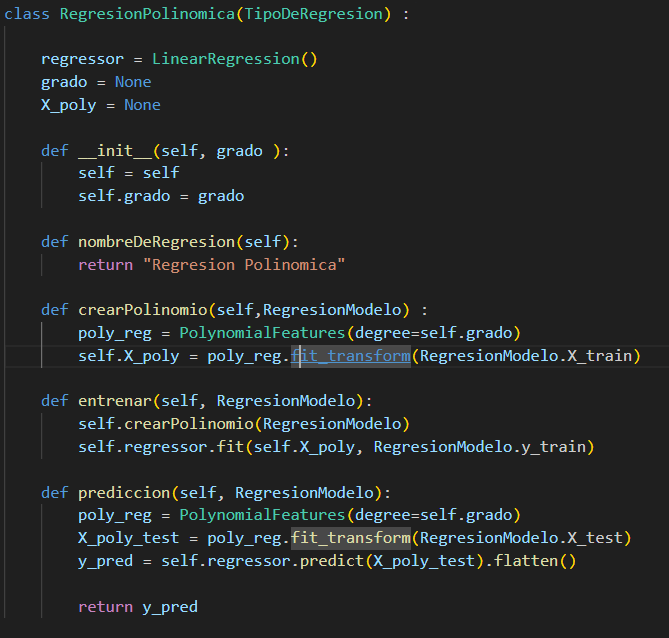 class RegresionPolinomica(TipoDeRegresion) :
regressor = LinearRegression()
grado = None
X_poly = None
def __init__(self, grado ):
self = self
self.grado = grado
def nombreDeRegresion(self):
return "Regresion Polinomica"
def crearPolinomio(self,RegresionModelo) :
poly_reg = PolynomialFeatures(degree=self.grado)
self.X_poly = poly_reg.fit_transform(RegresionModelo.X_train)
def entrenar(self, RegresionModelo):
self.crearPolinomio(RegresionModelo)
self.regressor.fit(self.X_poly, RegresionModelo.y_train)
def prediccion(self, RegresionModelo):
poly_reg = PolynomialFeatures(degree=self.grado)
X_poly_test = poly_reg.fit_transform(RegresionModelo.X_test)
y_pred = self.regressor.predict(X_poly_test).flatten()
return y_pred